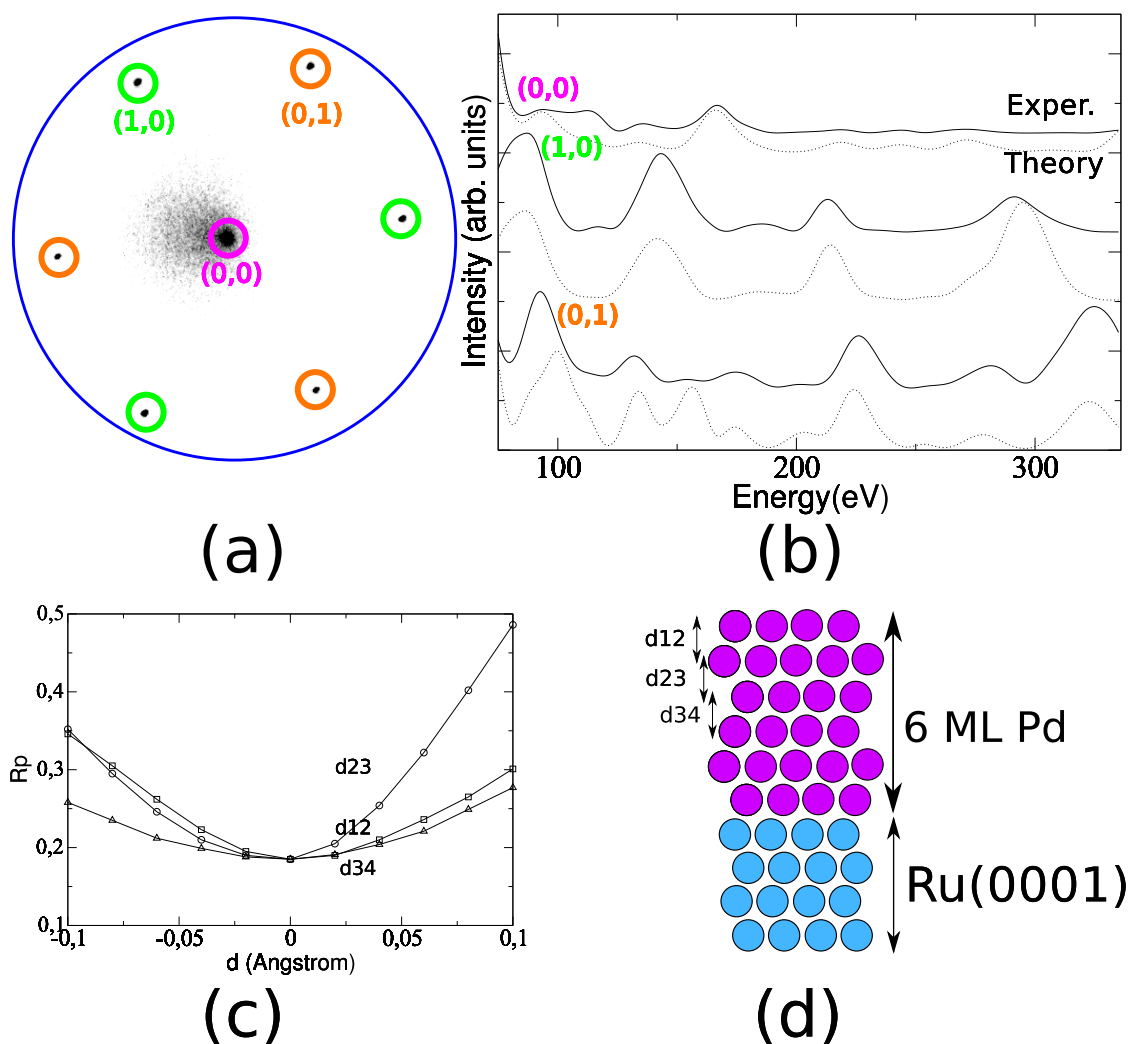 (1,0)
(0,1)
(0,0)
(a)
Intensity (arb. units)
(0,0)
Exper.
(1,0)
Theory
(0,1)
100
200
300
Energy(eV)
(b)
0,5
0,4
0,3
0,2
0,1
Rp
d23
d12
d34
-0,1
-0,05
0
0,05
0,1
d (Angstrom)
(c)
d12
d23
d34
6 ML Pd
Ru(0001)
(d)